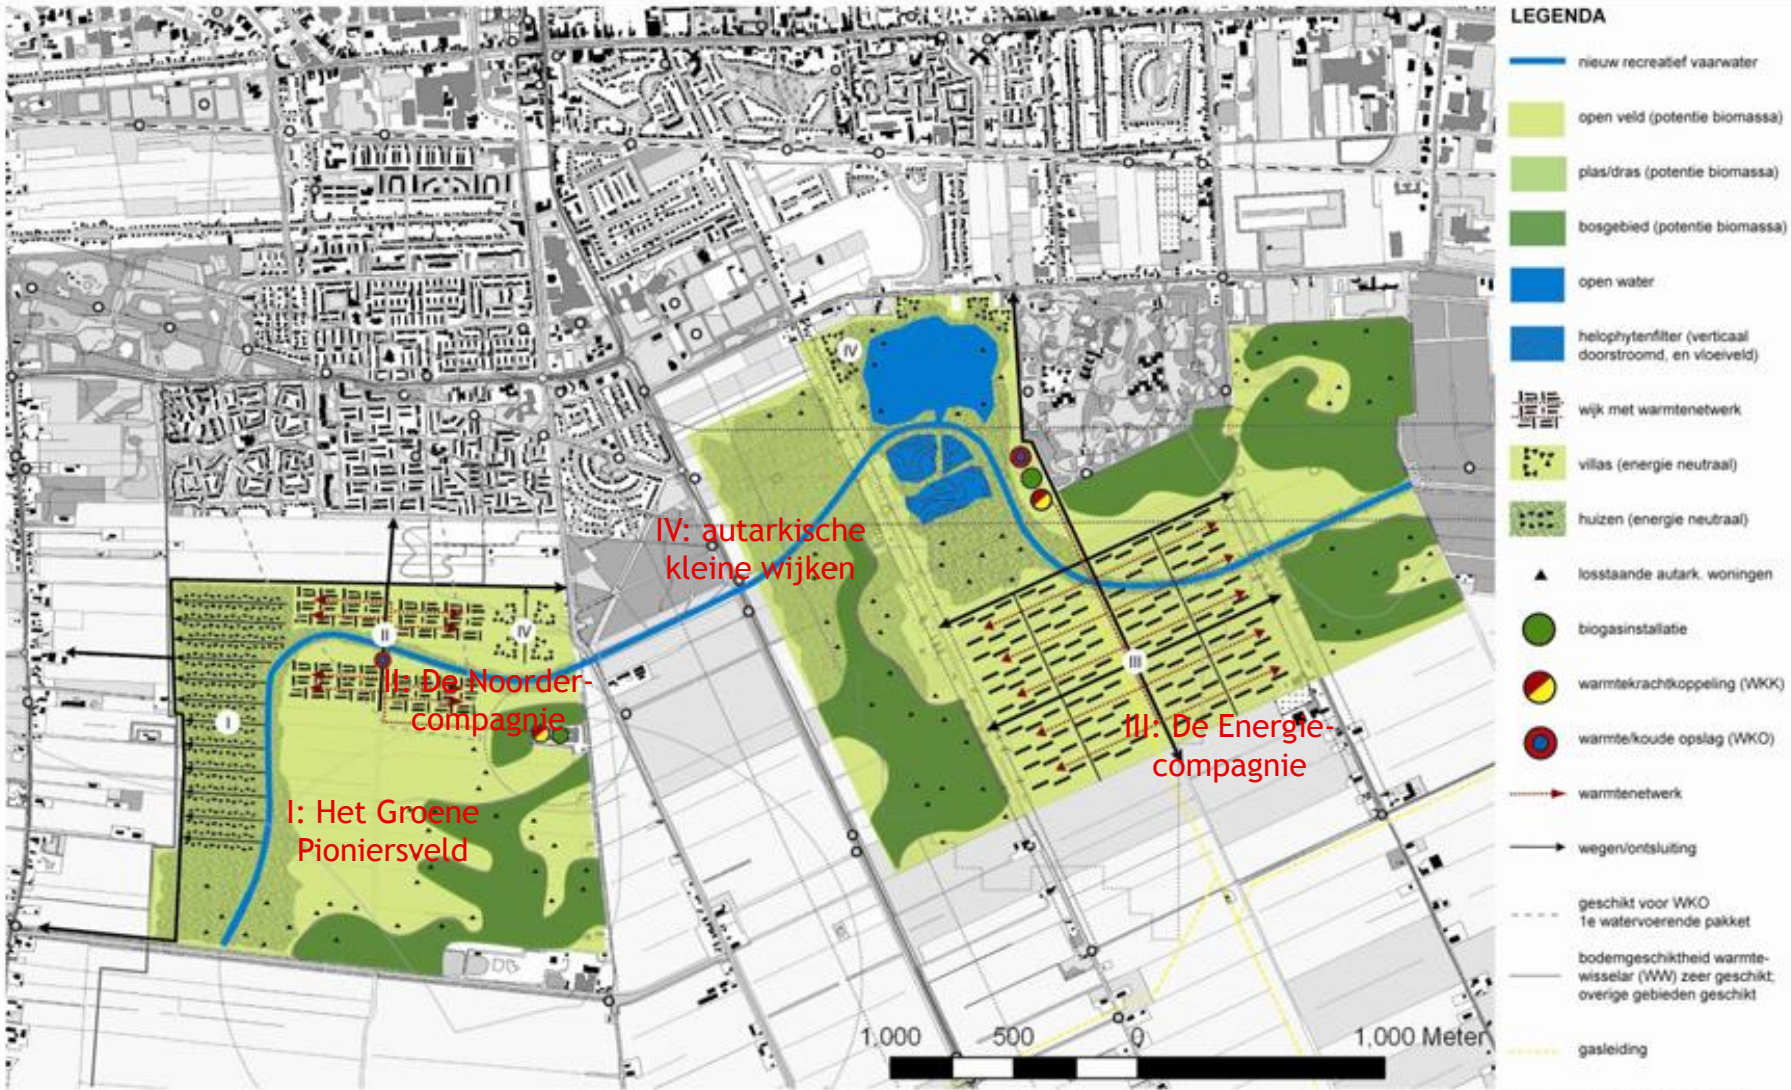 LEGENDA
nieuw recreatief vaarwater
open veld (potentie biomassa)
plas/dras (potentie biomassa)
bosgebied (potentie biomassa)
open water
helophytenfilter (verticaal
doorstroomd, en vloeiveld)
wijk met warmtenetwerk
villas (energie neutraal)
huizen (energie neutraal)
losstaande autark. woningen
biogasinstallatie
warmtekrachtkoppeling (WKK)
warmte/koude opslag (WKO)
warmtenetwerk
wegen/ontsluiting
geschikt voor WKO
1e watervoerende pakket
bodemgeschiktheid warmte-
wisselar (WW) zeer geschikt;
overige gebieden geschikt
gasleiding
IV
IV: autarkische
kleine wijken
II
IV
III
II: De Noorder-
compagnie
I
III: De Energie-
compagnie
I: Het Groene
Pioniersveld
1.000 500 0 1.000 Meter